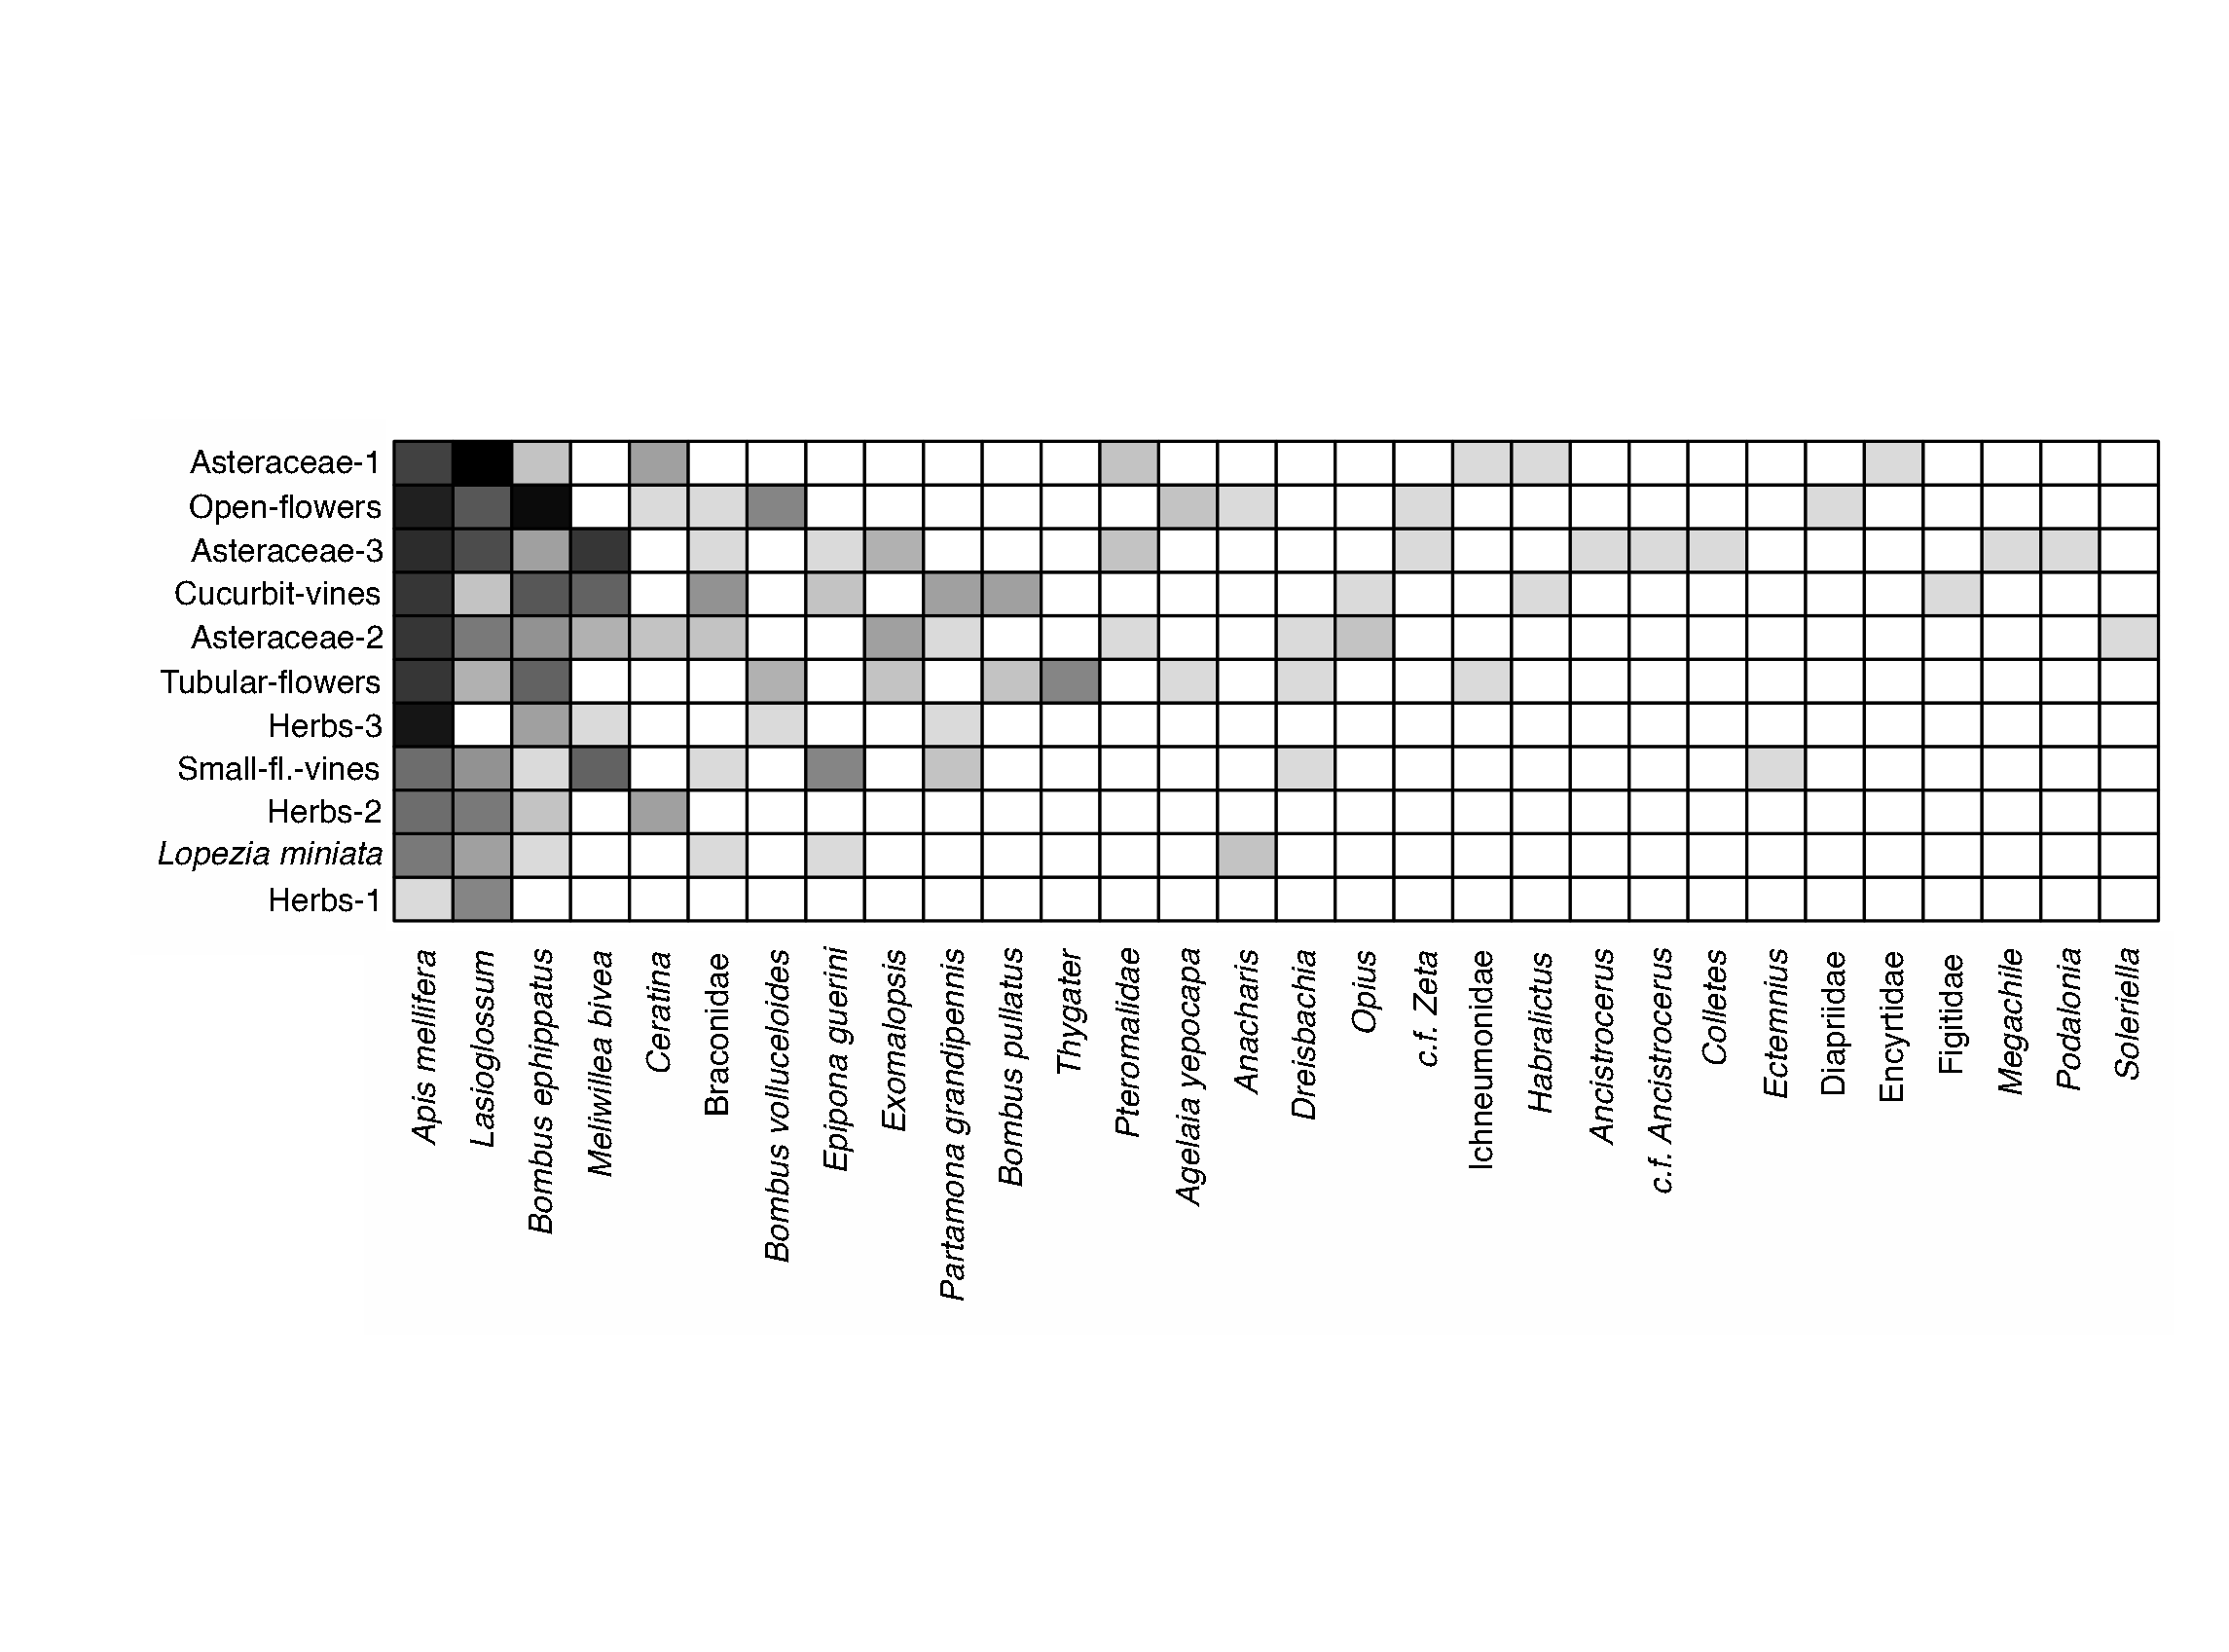 Asteraceae-1
Open-flowers
Asteraceae-3
Cucurbit-vines
Asteraceae-2
Tubular-flowers
Herbs-3
Small-fl.-vines
Herbs-2
Lopezia miniata
Herbs-1
Apis mellifera
Lasioglossum
Bombus ephippatus
Meliwillea bivea
Ceratina
Braconidae
Bombus volluceloides
Epipona guerini
Exomalopsis
Partamona grandipennis
Bombus pullatus
Thygater
Pteromalidae
Agelaia yepocapa
Anacharis
Dreisbachia
Opius
c.f. Zeta
Ichneumonidae
Habralictus
Ancistrocerus
c.f. Ancistrocerus
Colletes
Ectemnius
Diapriidae
Encyrtidae
Figitidae
Megachile
Podalonia
Soleriella